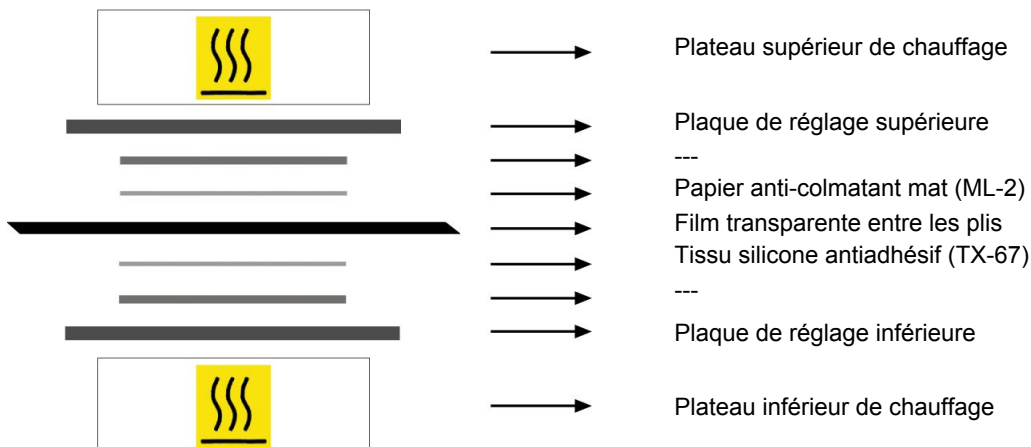 Plateau supérieur de chauffage
Plaque de réglage supérieure
---
Papier anti-colmatant mat (ML-2)
Film transparente entre les plis
Tissu silicone antiadhésif (TX-67)
---
Plaque de réglage inférieure
Plateau inférieur de chauffage